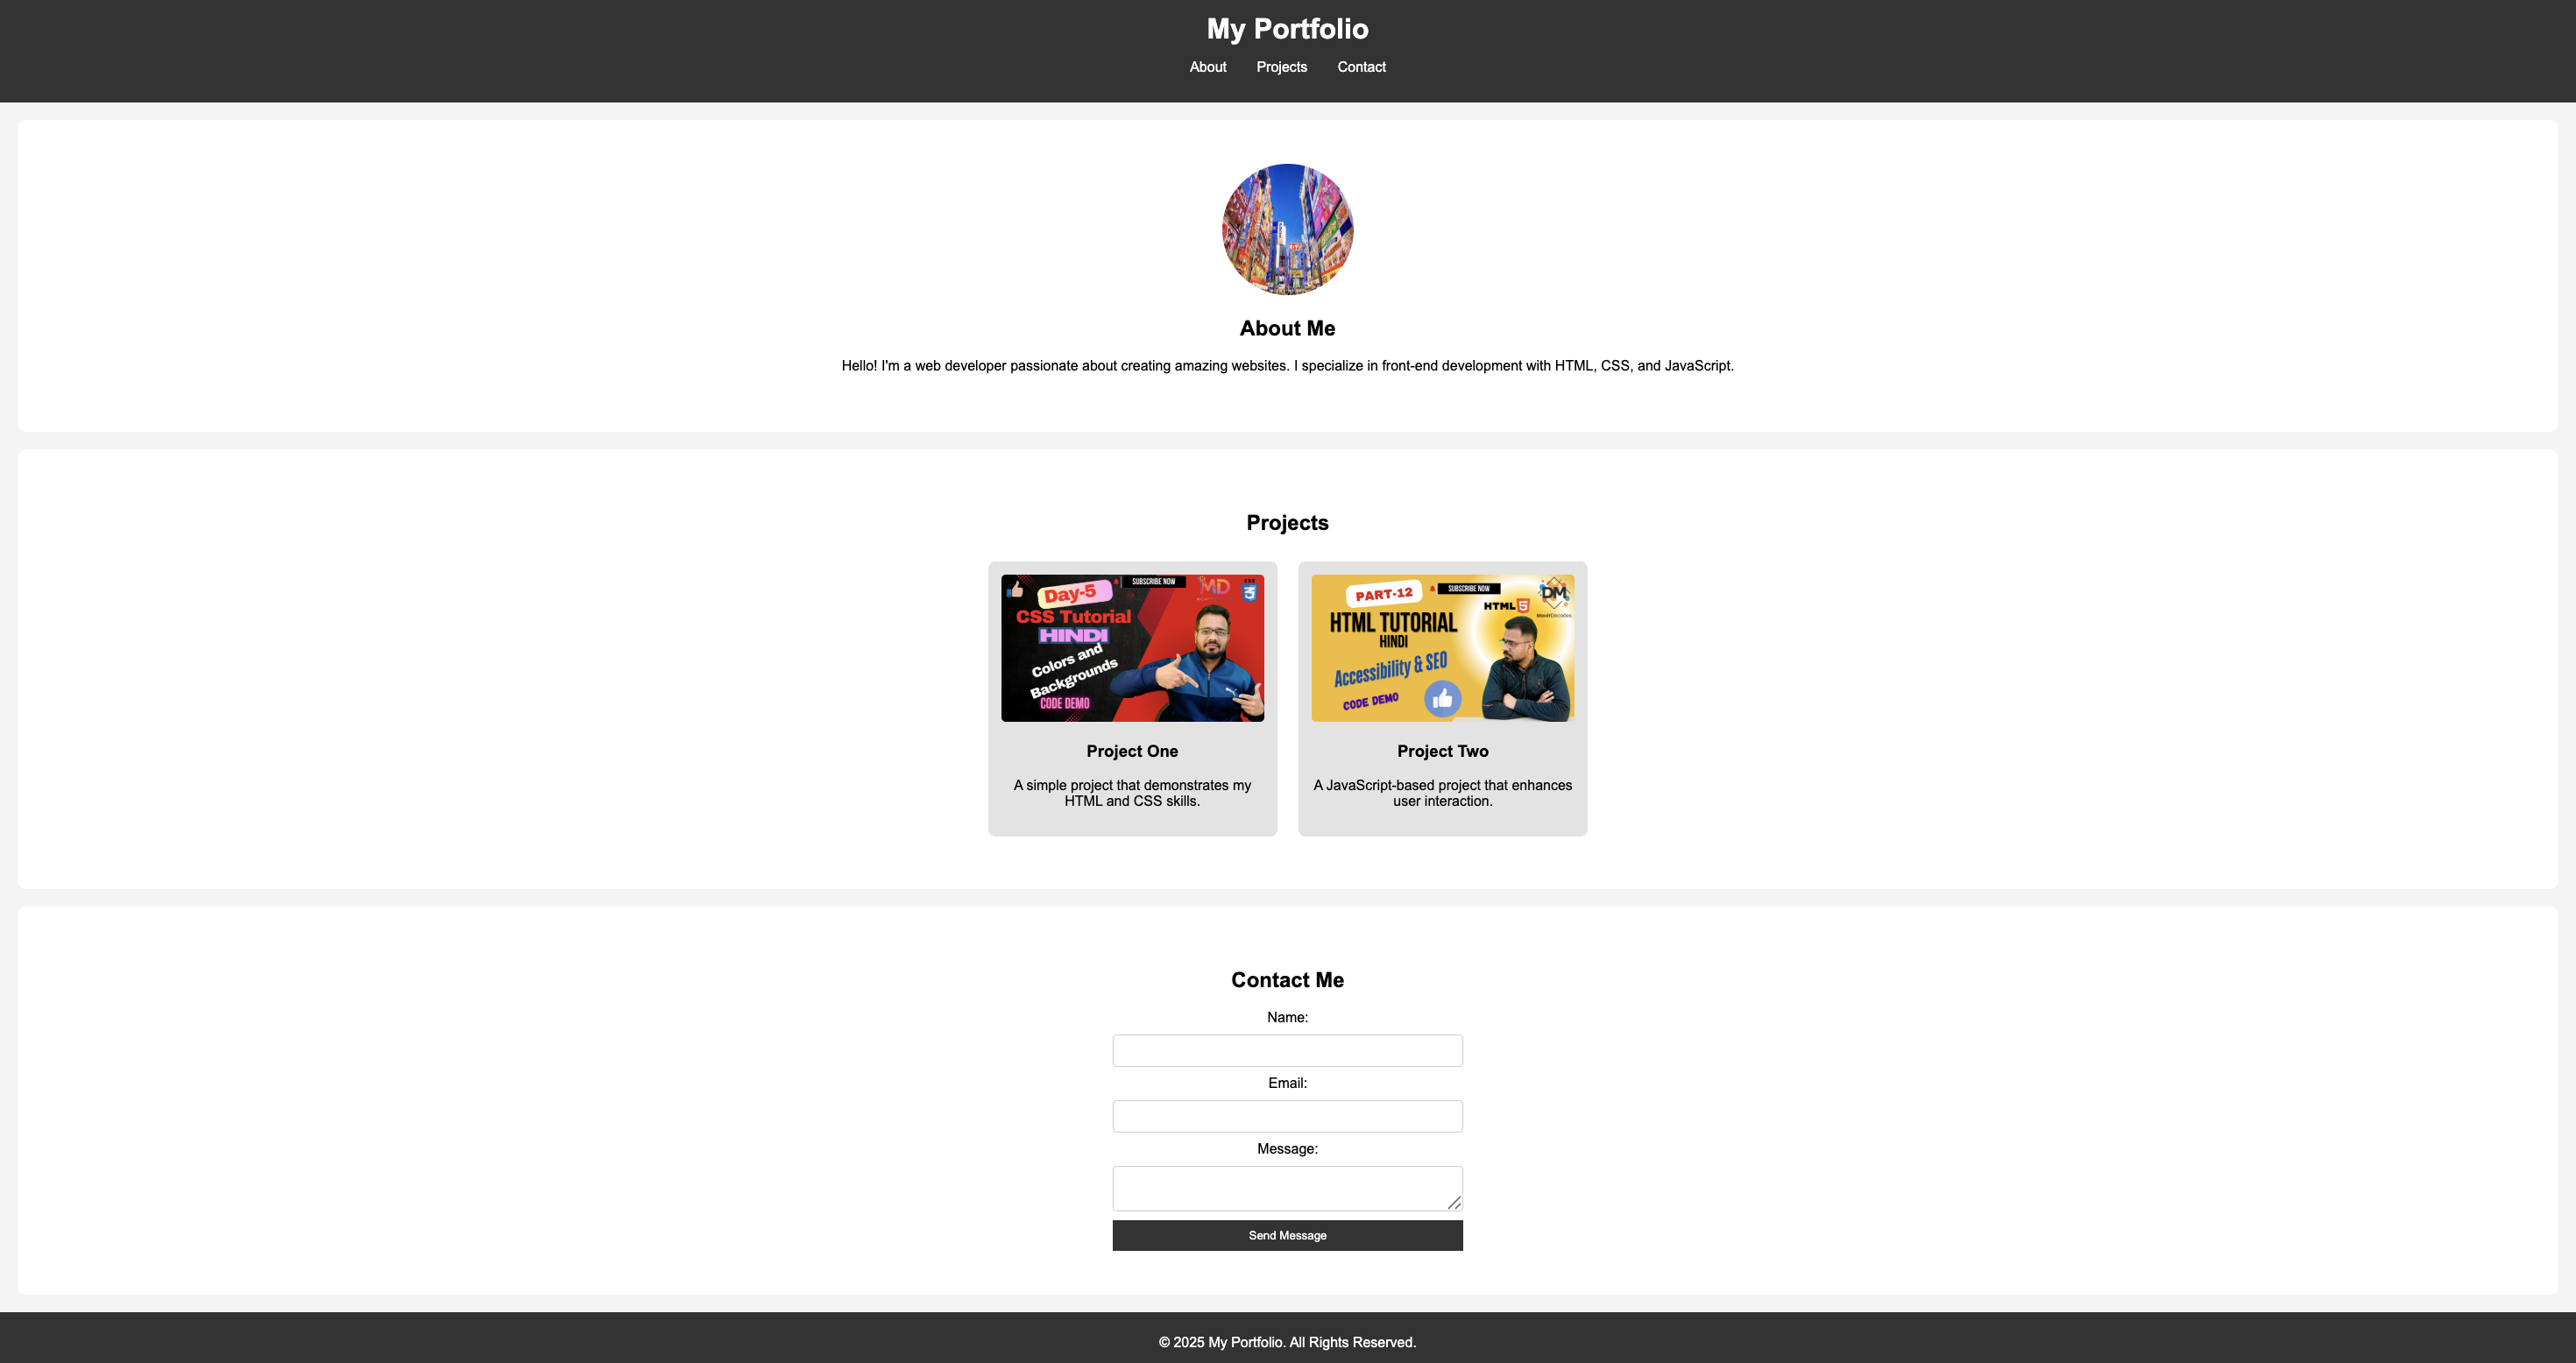 My Portfolio
About Projects Contact
About Me
Hello! I'm a web developer passionate about creating amazing websites. I specialize in front-end development with HTML, CSS, and JavaScript.
Projects
Day-5
SUBSCRIBE NOW
MD
CSS Tutorial
HINDI
Colors and
Backgrounds
CODE DEMO
Project One
A simple project that demonstrates my
HTML and CSS skills.
PART-12
SUBSCRIBE NOW
DM
HTML 5
HTML TUTORIAL
HINDI
Accessibility & SEO
CODE DEMO
Project Two
A JavaScript-based project that enhances
user interaction.
Contact Me
Name:
Email:
Message:
Send Message
© 2025 My Portfolio. All Rights Reserved.